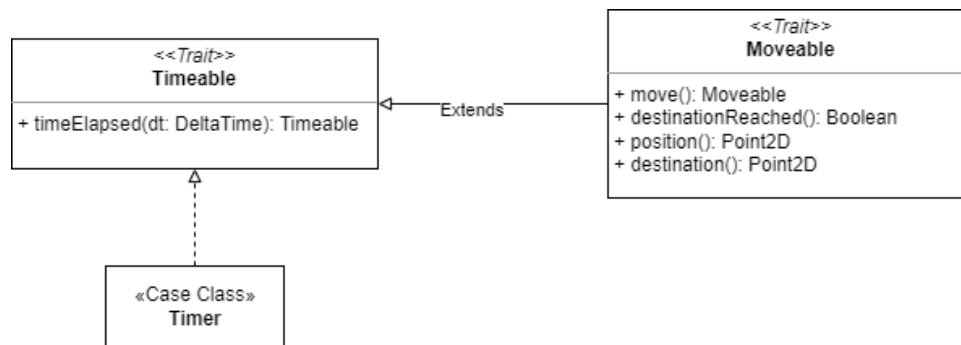 <<Trait>>
Timeable
+ timeElapsed(dt: DeltaTime): Timeable
Extends
<<Trait>>
Moveable
+ move(): Moveable
+ destinationReached(): Boolean
+ position(): Point2D
+ destination(): Point2D
«Case Class»
Timer